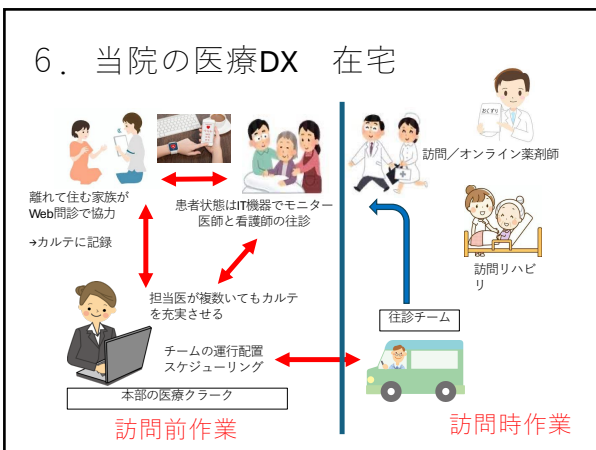 6．当院の医療DX　在宅
おくすり
訪問／オンライン薬剤師
離れて住む家族が
Web問診で協力
→カルテに記録
患者状態はIT機器でモニター
医師と看護師の往診
訪問リハビ
リ
担当医が複数いてもカルテ
を充実させる
チームの運行配置
スケジューリング
往診チーム
本部の医療クラーク
訪問前作業
訪問時作業